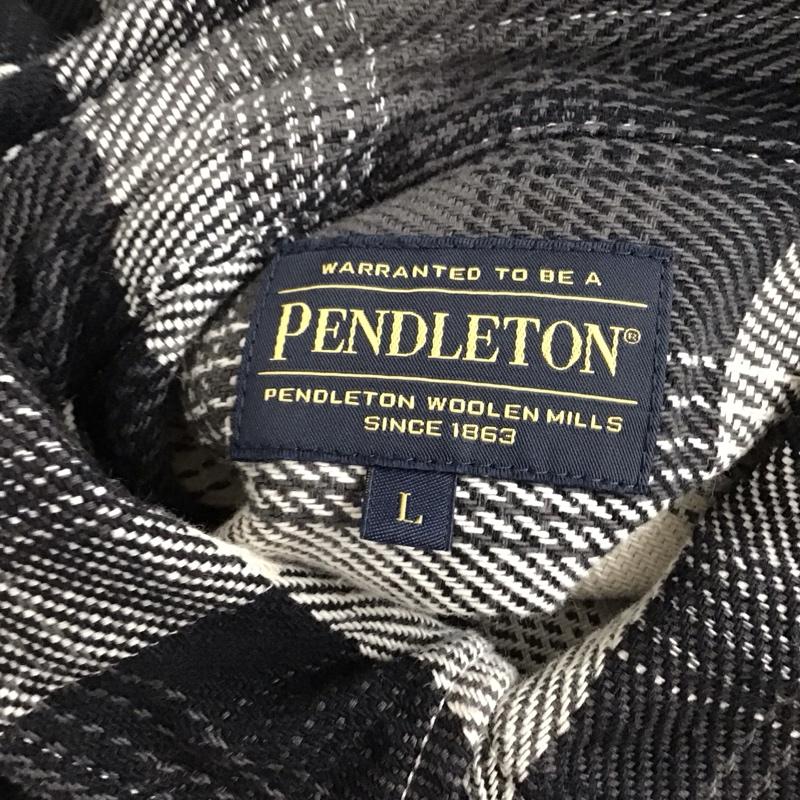 WARRANTED TO BE A
PENDLETON®
PENDLETON WOOLEN MILLS
SINCE 1863
L